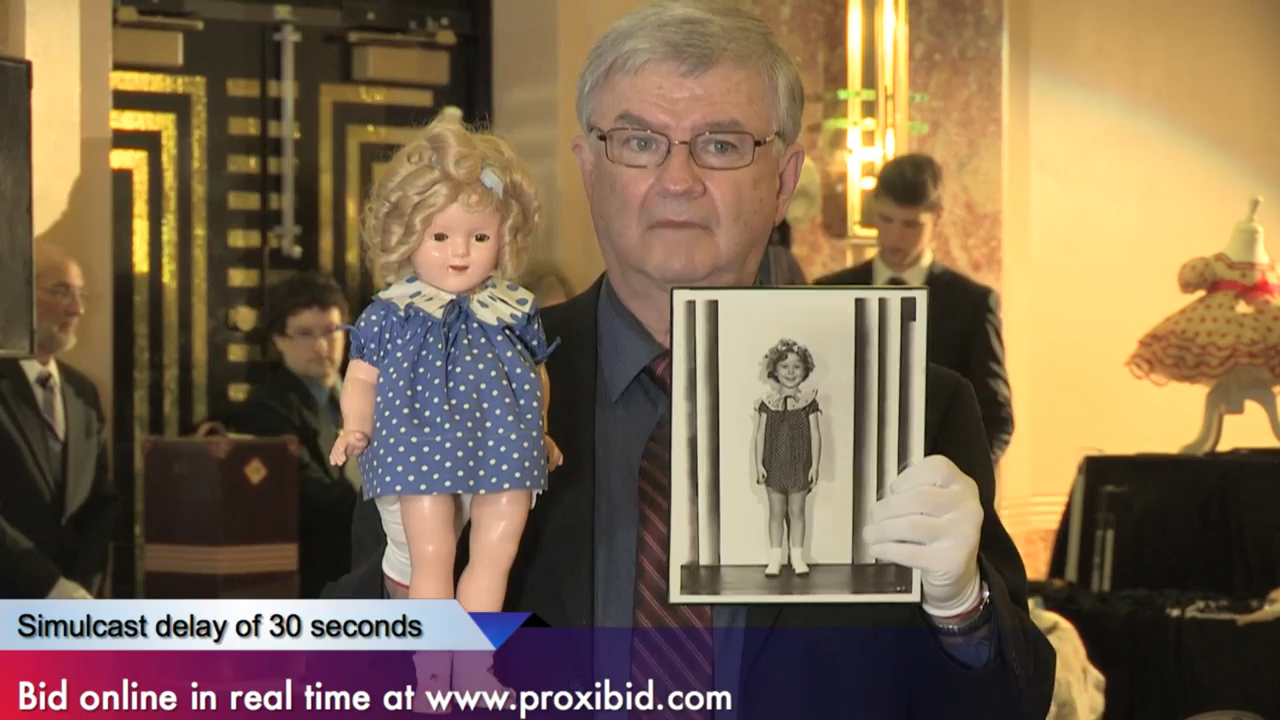 Simulcast delay of 30 seconds
Bid online in real time at www.proxibid.com